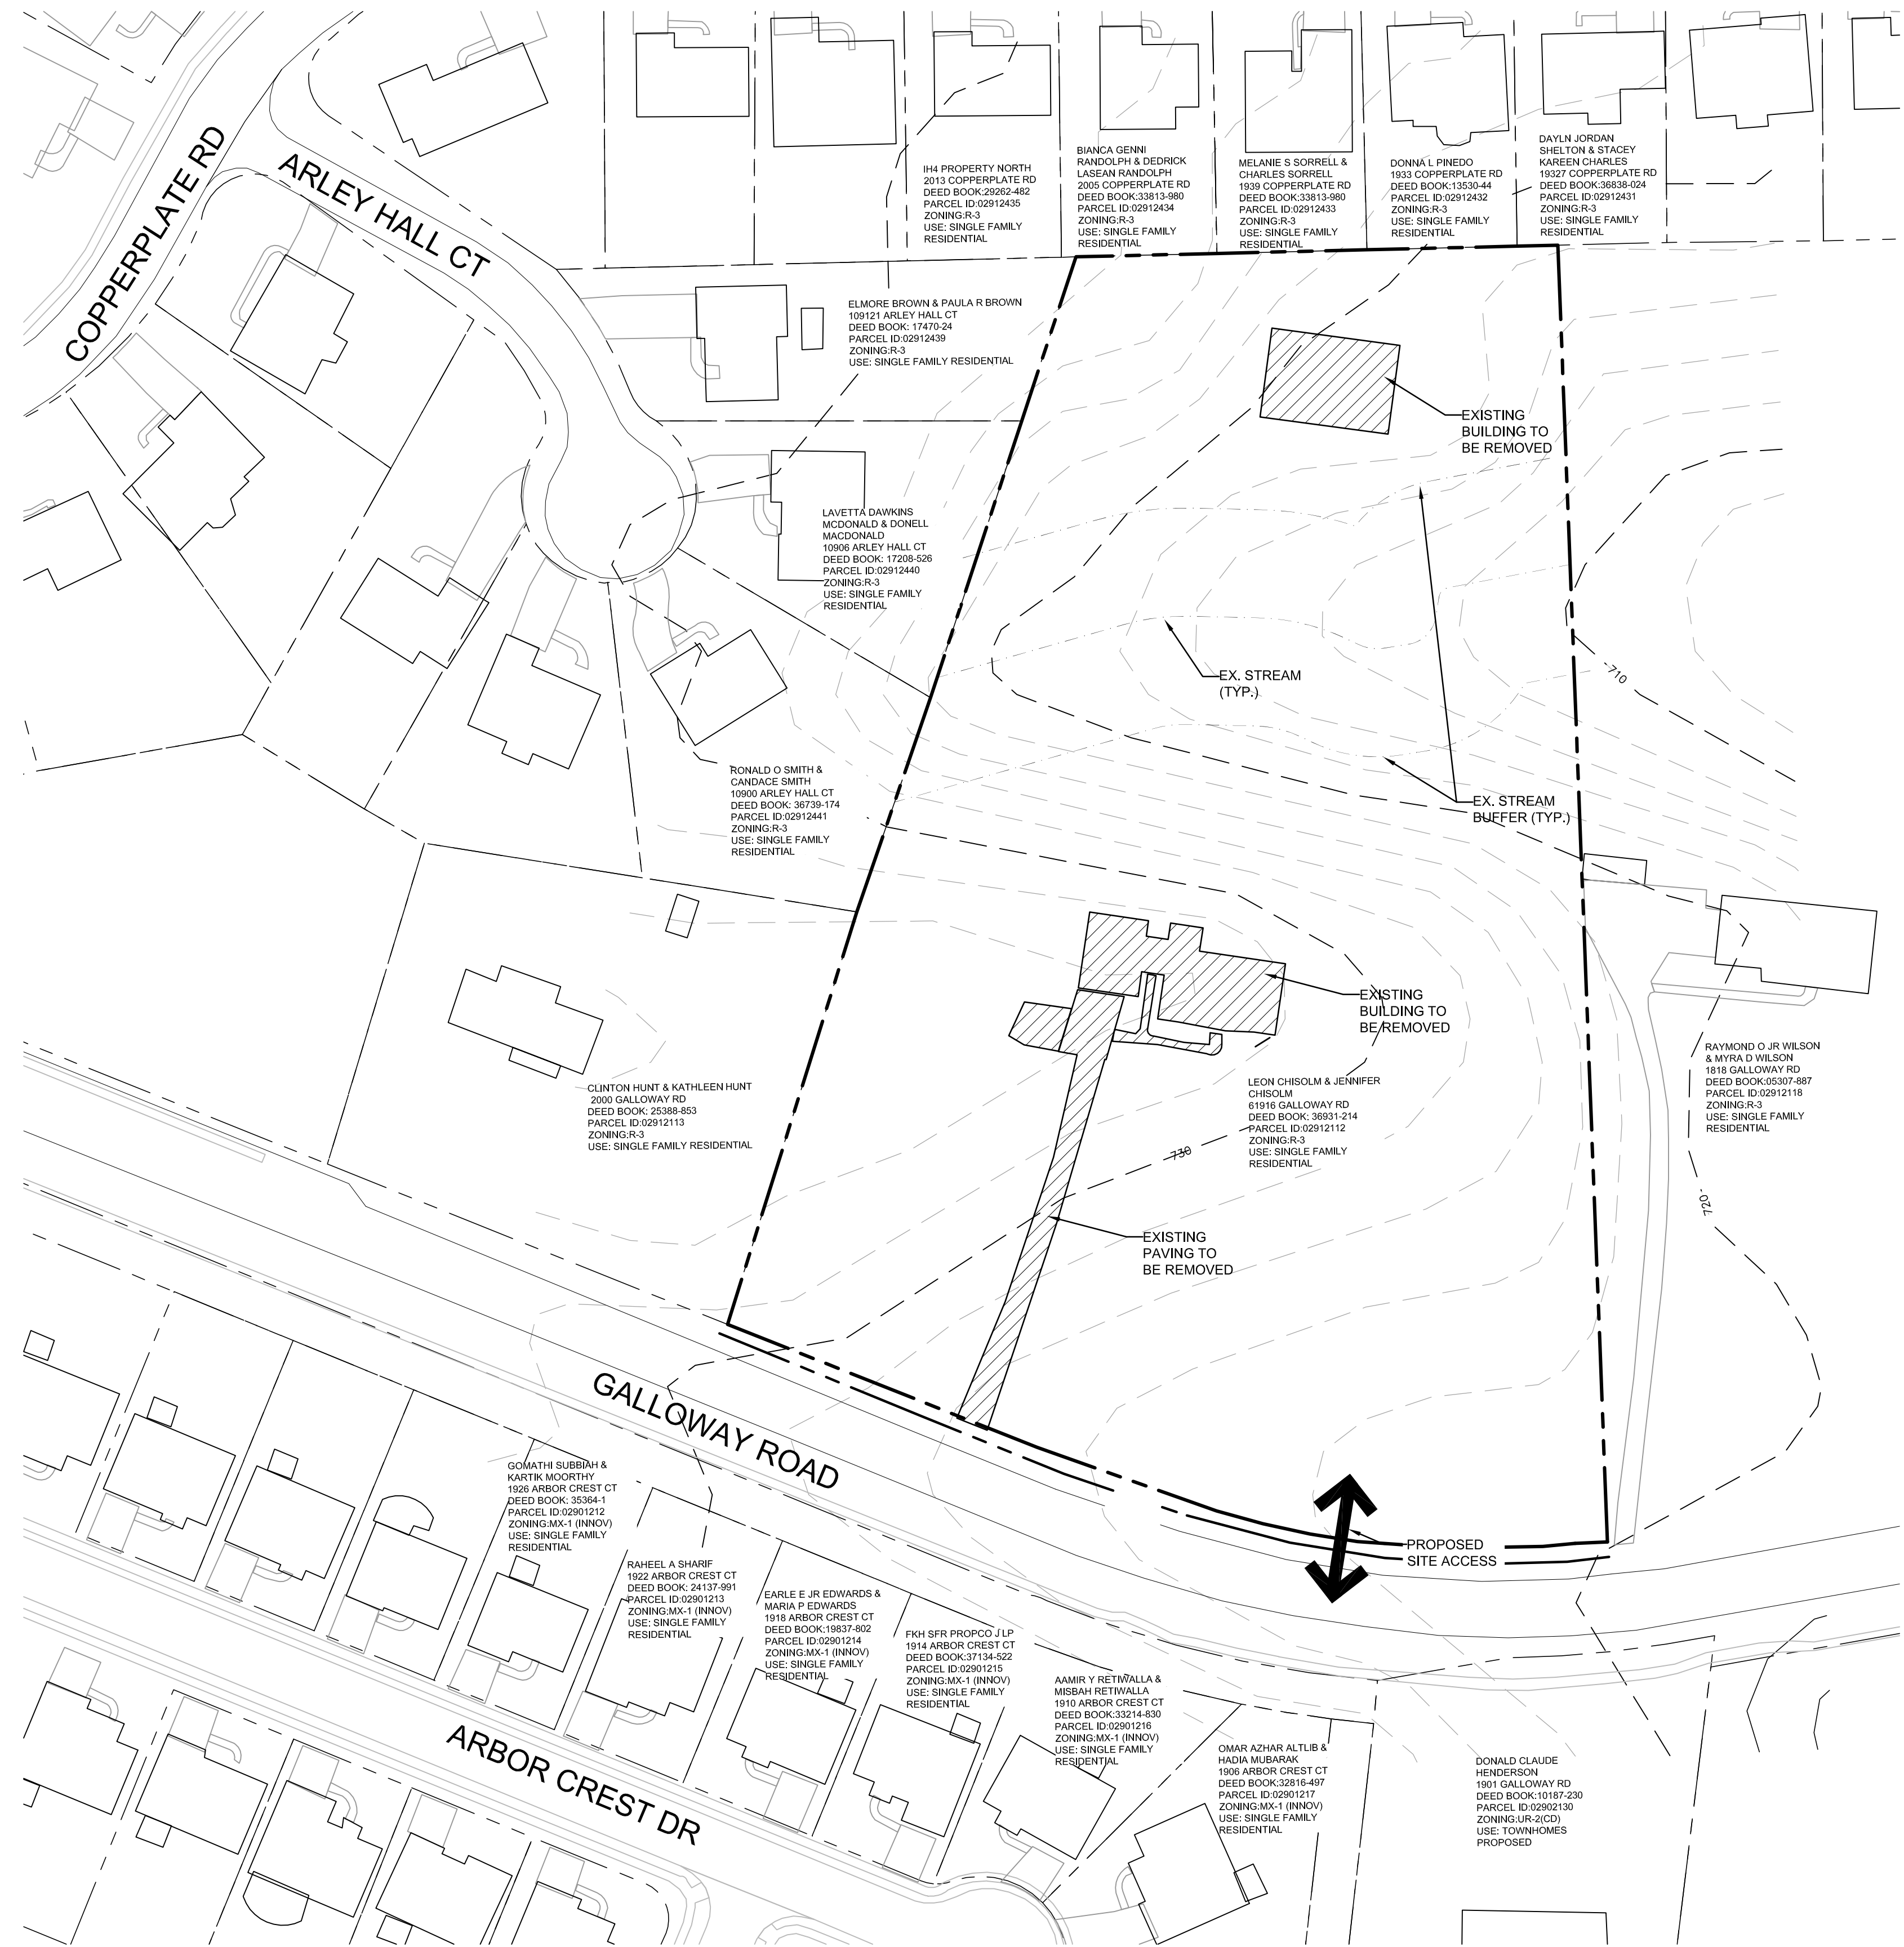 COPPERPLATE RD
ARLEY HALL CT
IH4 PROPERTY NORTH
2013 COPPERPLATE RD
DEED BOOK:29262-482
PARCEL ID:02912435
ZONING:R-3
USE: SINGLE FAMILY
RESIDENTIAL
BIANCA GENNI
RANDOLPH & DEDRICK
LASEAN RANDOLPH
2005 COPPERPLATE RD
DEED BOOK:33813-980
PARCEL ID:02912434
ZONING:R-3
USE: SINGLE FAMILY
RESIDENTIAL
MELANIE S SORRELL &
CHARLES SORRELL
1939 COPPERPLATE RD
DEED BOOK:33813-980
PARCEL ID:02912433
ZONING:R-3
USE: SINGLE FAMILY
RESIDENTIAL
DONNA L PINEDO
1933 COPPERPLATE RD
DEED BOOK:13530-44
PARCEL ID:02912432
ZONING:R-3
USE: SINGLE FAMILY
RESIDENTIAL
DAYLN JORDAN
SHELTON & STACEY
KAREEN CHARLES
19327 COPPERPLATE RD
DEED BOOK:36838-024
PARCEL ID:02912431
ZONING:R-3
USE: SINGLE FAMILY
RESIDENTIAL
ELMORE BROWN & PAULA R BROWN
109121 ARLEY HALL CT
DEED BOOK: 17470-24
PARCEL ID:02912439
ZONING:R-3
USE: SINGLE FAMILY RESIDENTIAL
EXISTING
BUILDING TO
BE REMOVED
LAVETTA DAWKINS
MCDONALD & DONELL
MACDONALD
10906 ARLEY HALL CT
DEED BOOK: 17208-526
PARCEL ID:02912440
ZONING:R-3
USE: SINGLE FAMILY
RESIDENTIAL
EX. STREAM
(TYP.)
710
RONALD O SMITH &
CANDACE SMITH
10900 ARLEY HALL CT
DEED BOOK: 36739-174
PARCEL ID:02912441
ZONING:R-3
USE: SINGLE FAMILY
RESIDENTIAL
EX. STREAM
BUFFER (TYP.)
EXISTING
BUILDING TO
BE REMOVED
RAYMOND O JR WILSON
& MYRA D WILSON
1818 GALLOWAY RD
DEED BOOK:05307-887
PARCEL ID:02912118
ZONING:R-3
USE: SINGLE FAMILY
RESIDENTIAL
CLINTON HUNT & KATHLEEN HUNT
2000 GALLOWAY RD
DEED BOOK: 25388-853
PARCEL ID:02912113
ZONING:R-3
USE: SINGLE FAMILY RESIDENTIAL
LEON CHISOLM & JENNIFER
CHISOLM
61916 GALLOWAY RD
DEED BOOK: 36931-214
PARCEL ID:02912112
ZONING:R-3
USE: SINGLE FAMILY
RESIDENTIAL
730
720
EXISTING
PAVING TO
BE REMOVED
GALLOWAY ROAD
PROPOSED
SITE ACCESS
GOMATHI SUBBIAH &
KARTIK MOORTHY
1926 ARBOR CREST CT
DEED BOOK: 35364-1
PARCEL ID:02901212
ZONING:MX-1 (INNOV)
USE: SINGLE FAMILY
RESIDENTIAL
RAHEEL A SHARIF
1922 ARBOR CREST CT
DEED BOOK: 24137-991
PARCEL ID:02901213
ZONING:MX-1 (INNOV)
USE: SINGLE FAMILY
RESIDENTIAL
EARLE E JR EDWARDS &
MARIA P EDWARDS
1918 ARBOR CREST CT
DEED BOOK:19837-802
PARCEL ID:02901214
ZONING:MX-1 (INNOV)
USE: SINGLE FAMILY
RESIDENTIAL
FKH SFR PROPCO J LP
1914 ARBOR CREST CT
DEED BOOK:37134-522
PARCEL ID:02901215
ZONING:MX-1 (INNOV)
USE: SINGLE FAMILY
RESIDENTIAL
AAMIR Y RETIWALLA &
MISBAH RETIWALLA
1910 ARBOR CREST CT
DEED BOOK:33214-830
PARCEL ID:02901216
ZONING:MX-1 (INNOV)
USE: SINGLE FAMILY
RESIDENTIAL
OMAR AZHAR ALTLIB &
HADIA MUBARAK
1906 ARBOR CREST CT
DEED BOOK:32816-497
PARCEL ID:02901217
ZONING:MX-1 (INNOV)
USE: SINGLE FAMILY
RESIDENTIAL
DONALD CLAUDE
HENDERSON
1901 GALLOWAY RD
DEED BOOK:10187-230
PARCEL ID:02902130
ZONING:UR-2(CD)
USE: TOWNHOMES
PROPOSED
ARBOR CREST DR